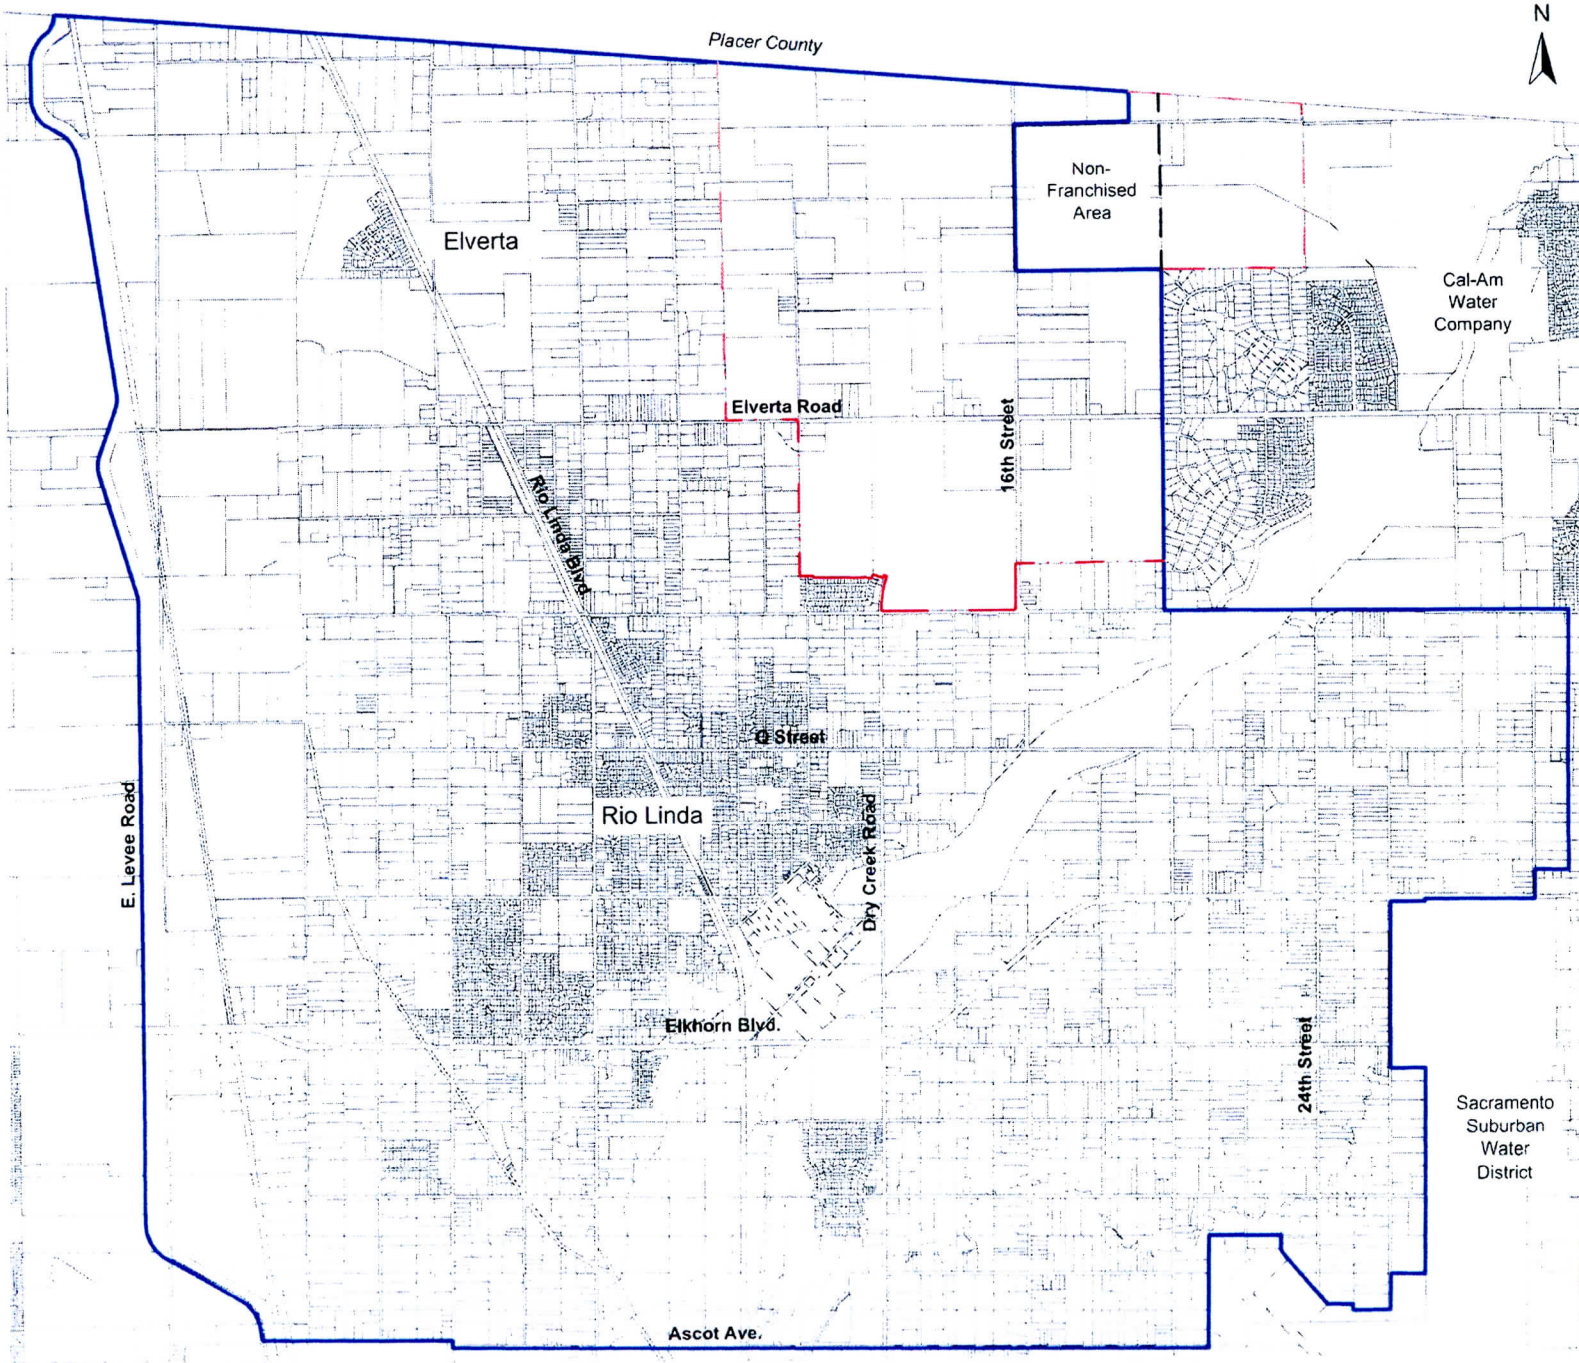 N
Placer County
Non-
Franchised
Area
Elverta
Cal-Am
Water
Company
Elverta Road
16th Street
Rio Linda Blvd
Q Street
Rio Linda
E. Levee Road
Dry Creek Road
Elkhorn Blvd.
24th Street
Sacramento
Suburban
Water
District
Ascot Ave.